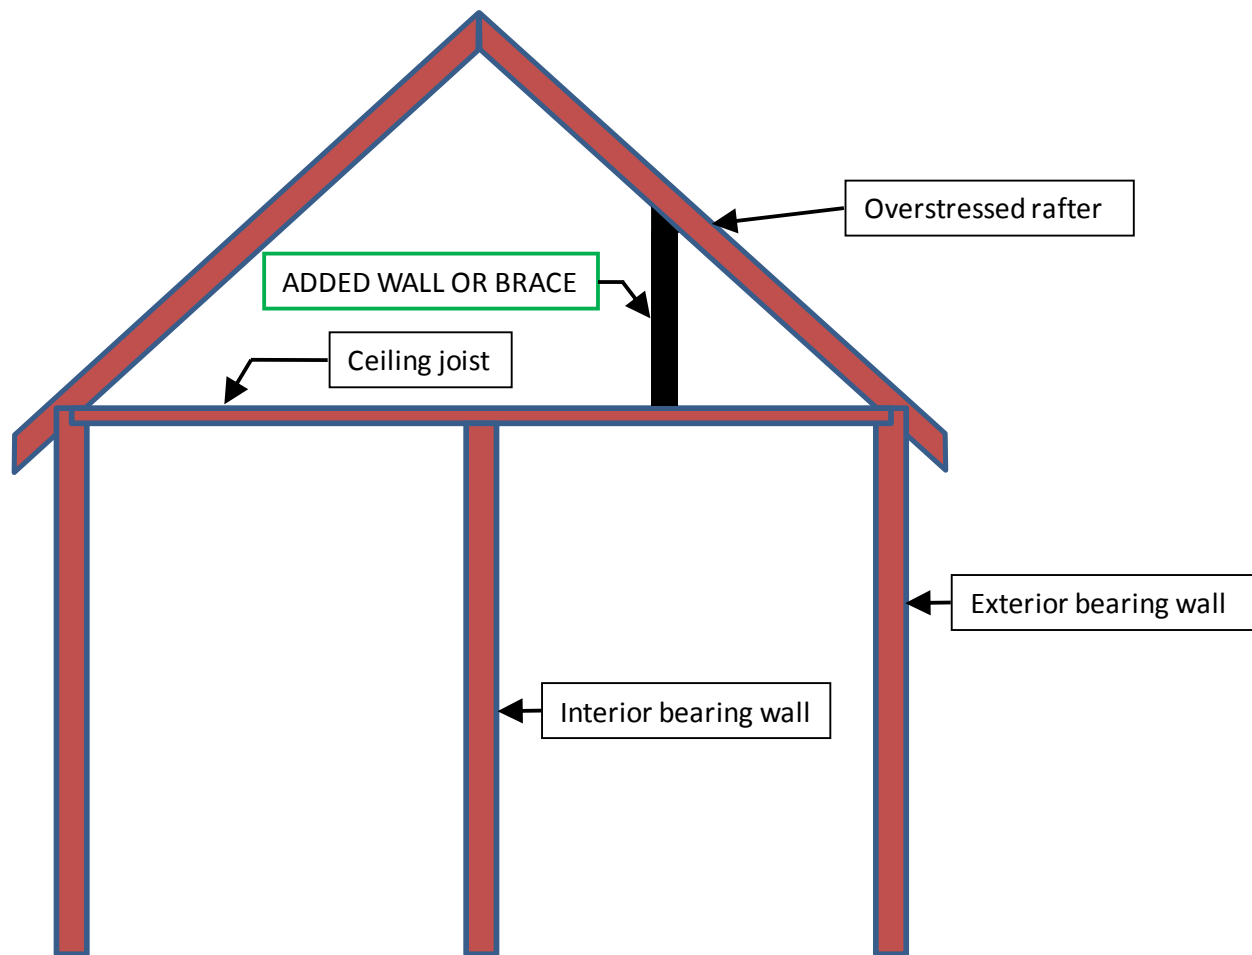 Overstressed rafter
ADDED WALL OR BRACE
Ceiling joist
Exterior bearing wall
Interior bearing wall